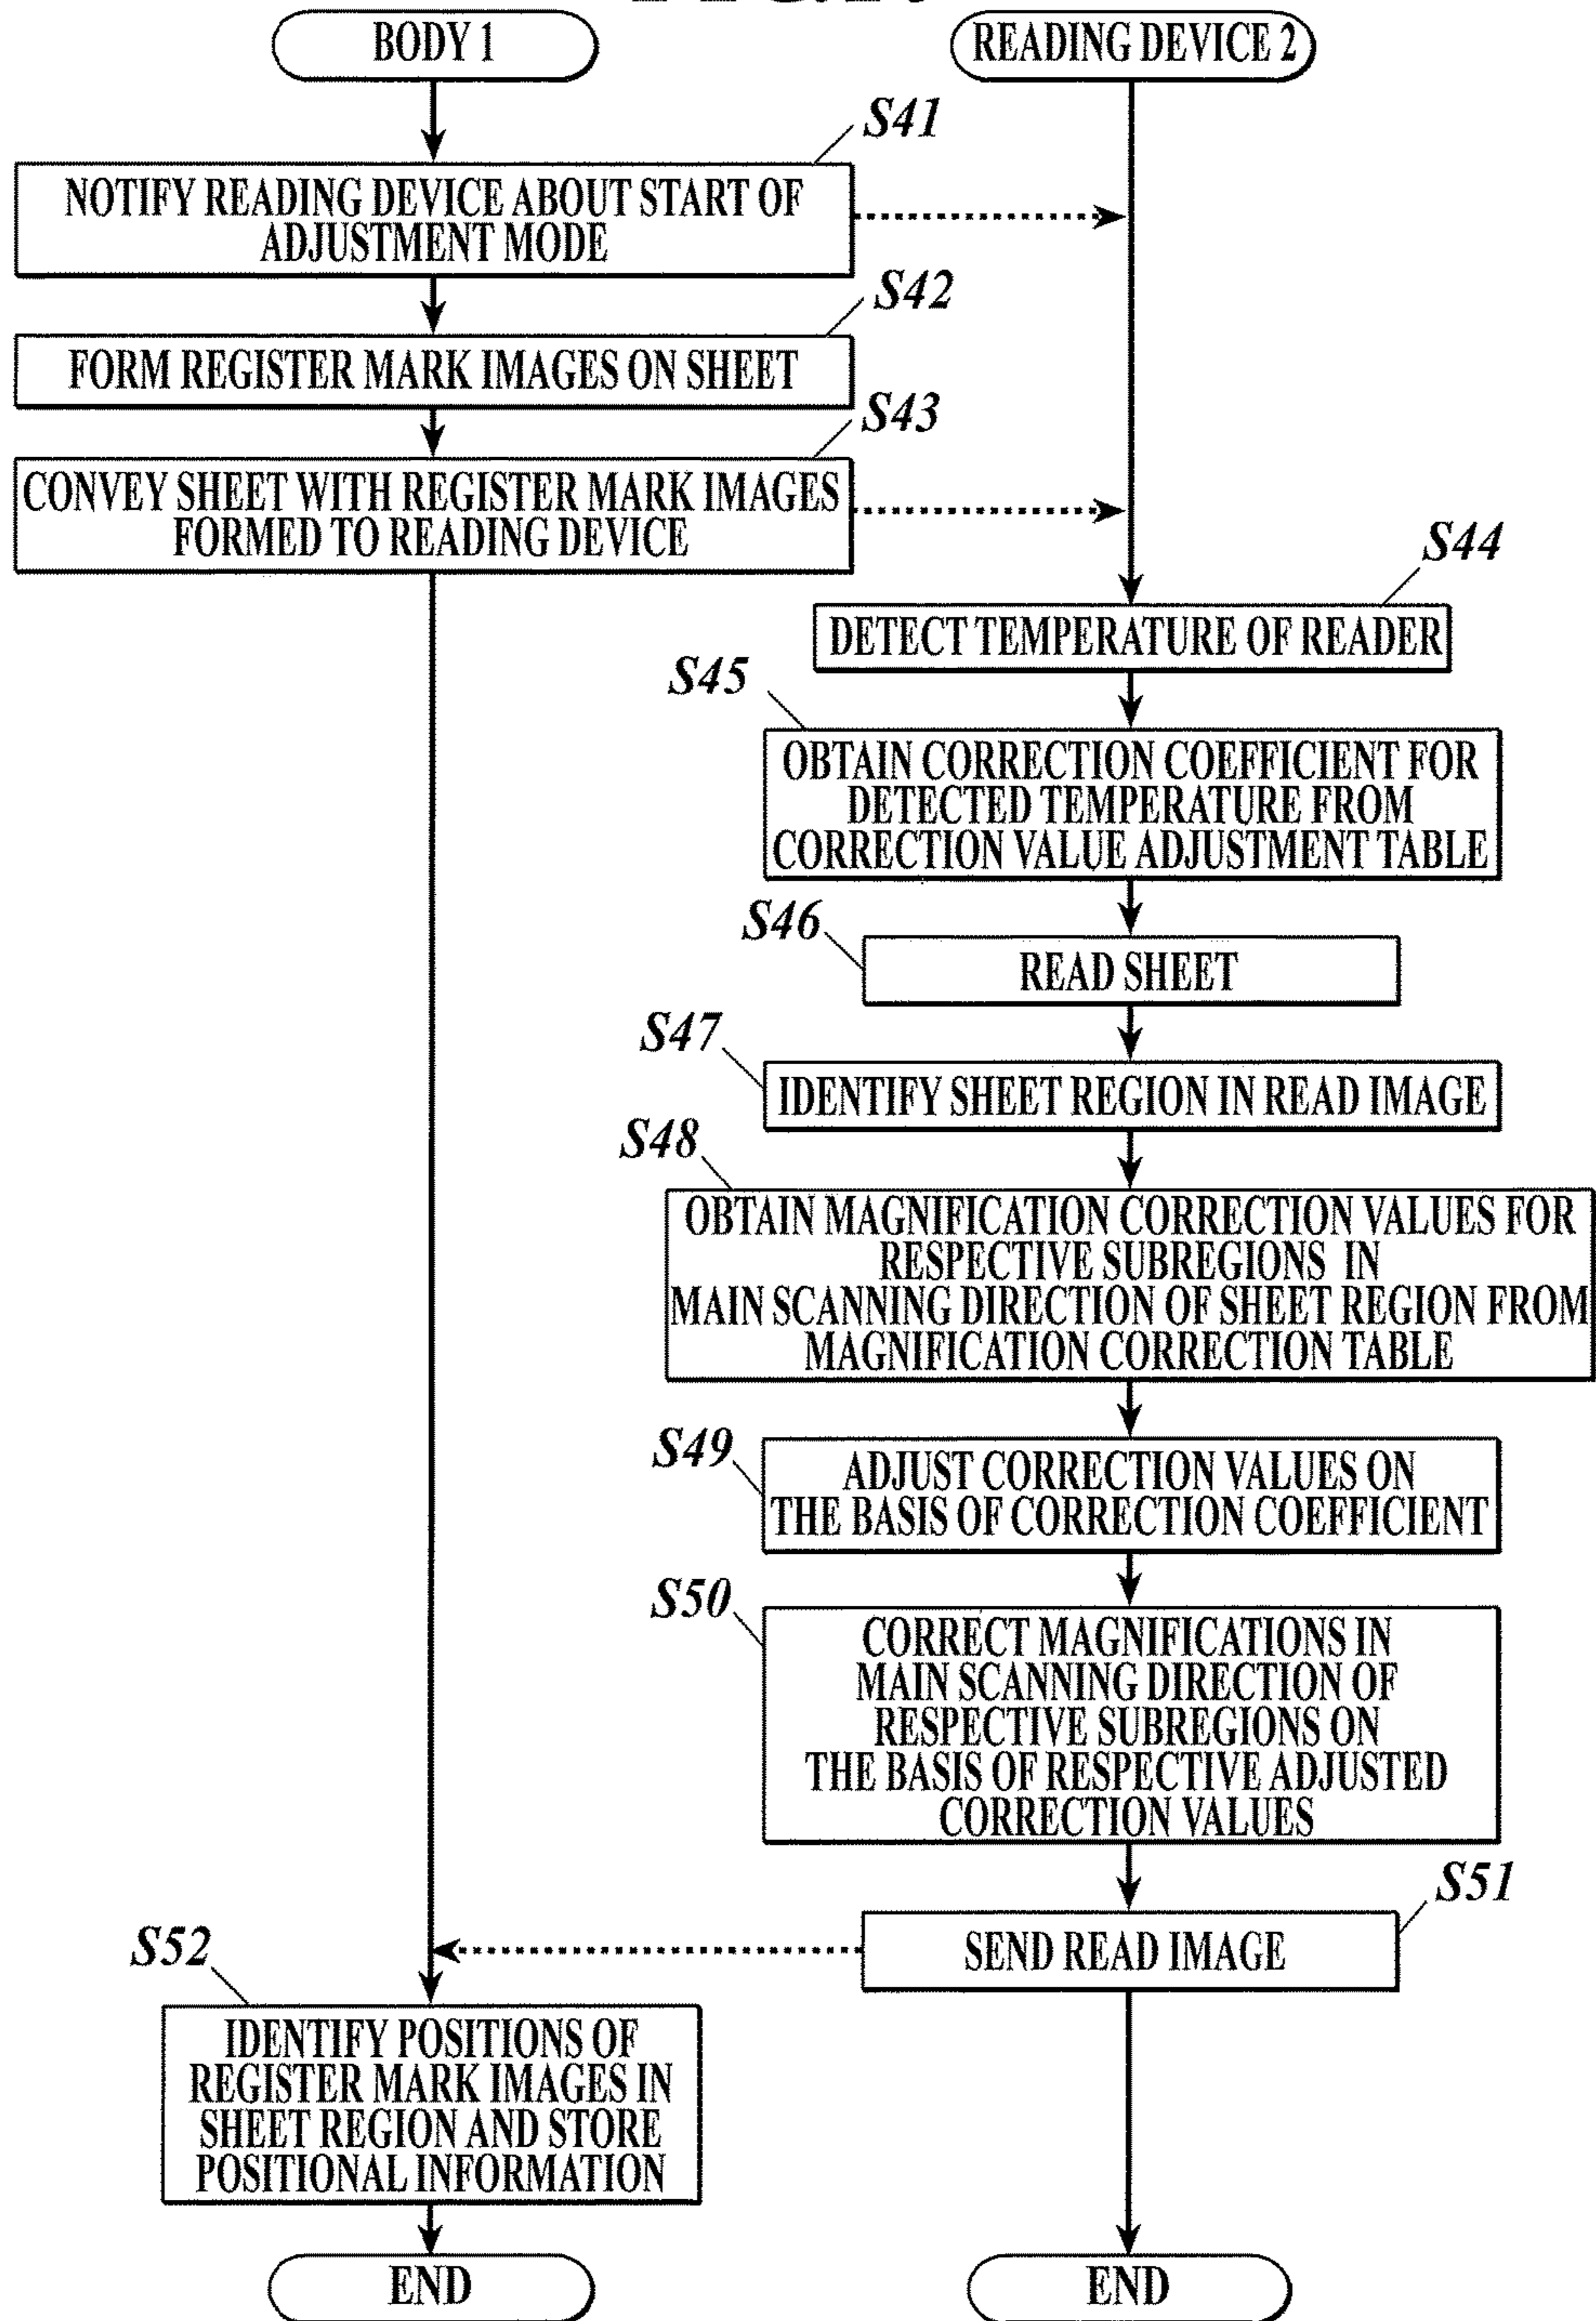 BODY 1
READING DEVICE 2
S41
NOTIFY READING DEVICE ABOUT START OF
ADJUSTMENT MODE
S42
FORM REGISTER MARK IMAGES ON SHEET
S43
CONVEY SHEET WITH REGISTER MARK IMAGES
FORMED TO READING DEVICE
S44
DETECT TEMPERATURE OF READER
S45
OBTAIN CORRECTION COEFFICIENT FOR
DETECTED TEMPERATURE FROM
CORRECTION VALUE ADJUSTMENT TABLE
S46
READ SHEET
S47
IDENTIFY SHEET REGION IN READ IMAGE
S48
OBTAIN MAGNIFICATION CORRECTION VALUES FOR
RESPECTIVE SUBREGIONS IN
MAIN SCANNING DIRECTION OF SHEET REGION FROM
MAGNIFICATION CORRECTION TABLE
S49
ADJUST CORRECTION VALUES ON
THE BASIS OF CORRECTION COEFFICIENT
S50
CORRECT MAGNIFICATIONS IN
MAIN SCANNING DIRECTION OF
RESPECTIVE SUBREGIONS ON
THE BASIS OF RESPECTIVE ADJUSTED
CORRECTION VALUES
S51
SEND READ IMAGE
S52
IDENTIFY POSITIONS OF
REGISTER MARK IMAGES IN
SHEET REGION AND STORE
POSITIONAL INFORMATION
END
END